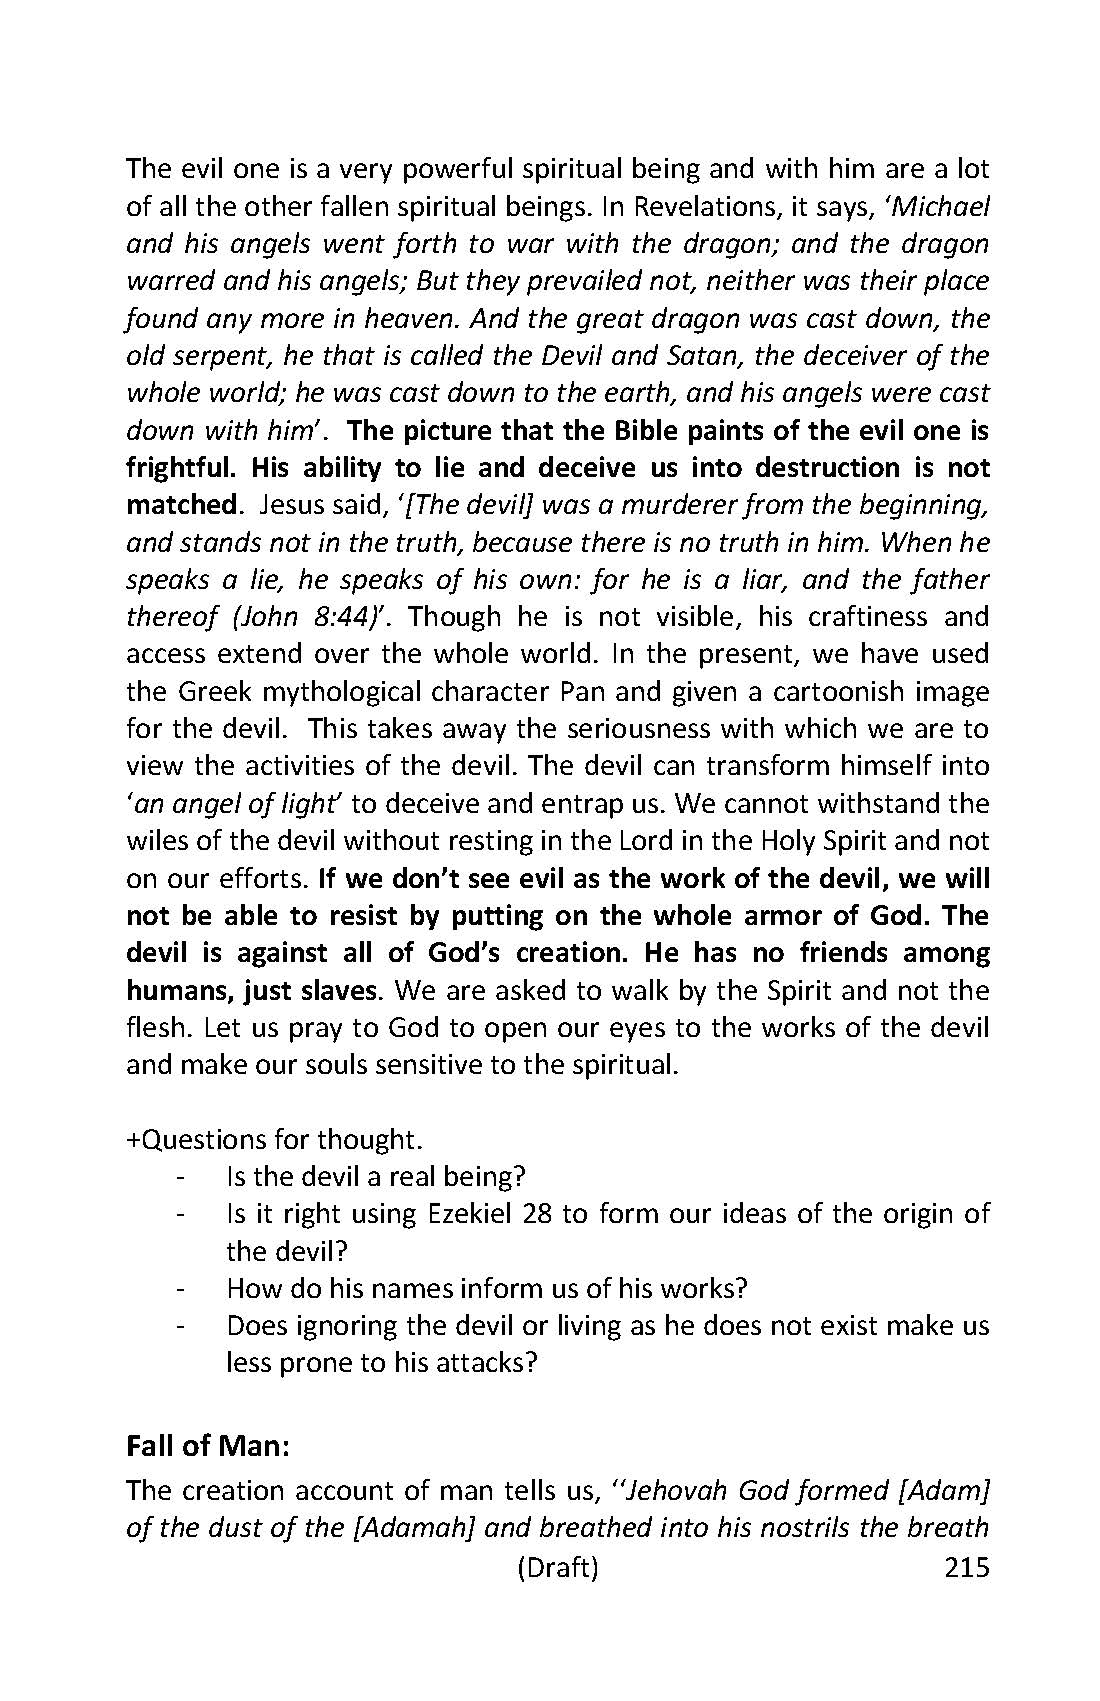 The evil one is a very powerful spiritual being and with him are a lot
of all the other fallen spiritual beings. In Revelations, it says, ‘Michael
and his angels went forth to war with the dragon; and the dragon
warred and his angels; But they prevailed not, neither was their place
found any more in heaven. And the great dragon was cast down, the
old serpent, he that is called the Devil and Satan, the deceiver of the
whole world; he was cast down to the earth, and his angels were cast
down with him’. The picture that the Bible paints of the evil one is
frightful. His ability to lie and deceive us into destruction is not
matched. Jesus said, ‘[The devil] was a murderer from the beginning,
and stands not in the truth, because there is no truth in him. When he
speaks a lie, he speaks of his own: for he is a liar, and the father
thereof (John 8:44)’. Though he is not visible, his craftiness and
access extend over the whole world. In the present, we have used
the Greek mythological character Pan and given a cartoonish image
for the devil. This takes away the seriousness with which we are to
view the activities of the devil. The devil can transform himself into
‘an angel of light’ to deceive and entrap us. We cannot withstand the
wiles of the devil without resting in the Lord in the Holy Spirit and not
on our efforts. If we don’t see evil as the work of the devil, we will
not be able to resist by putting on the whole armor of God. The
devil is against all of God’s creation. He has no friends among
humans, just slaves. We are asked to walk by the Spirit and not the
flesh. Let us pray to God to open our eyes to the works of the devil
and make our souls sensitive to the spiritual.
+Questions for thought.
- Is the devil a real being?
- Is it right using Ezekiel 28 to form our ideas of the origin of
the devil?
- How do his names inform us of his works?
- Does ignoring the devil or living as he does not exist make us
less prone to his attacks?
Fall of Man:
The creation account of man tells us, ‘‘Jehovah God formed [Adam]
of the dust of the [Adamah] and breathed into his nostrils the breath
(Draft) 215